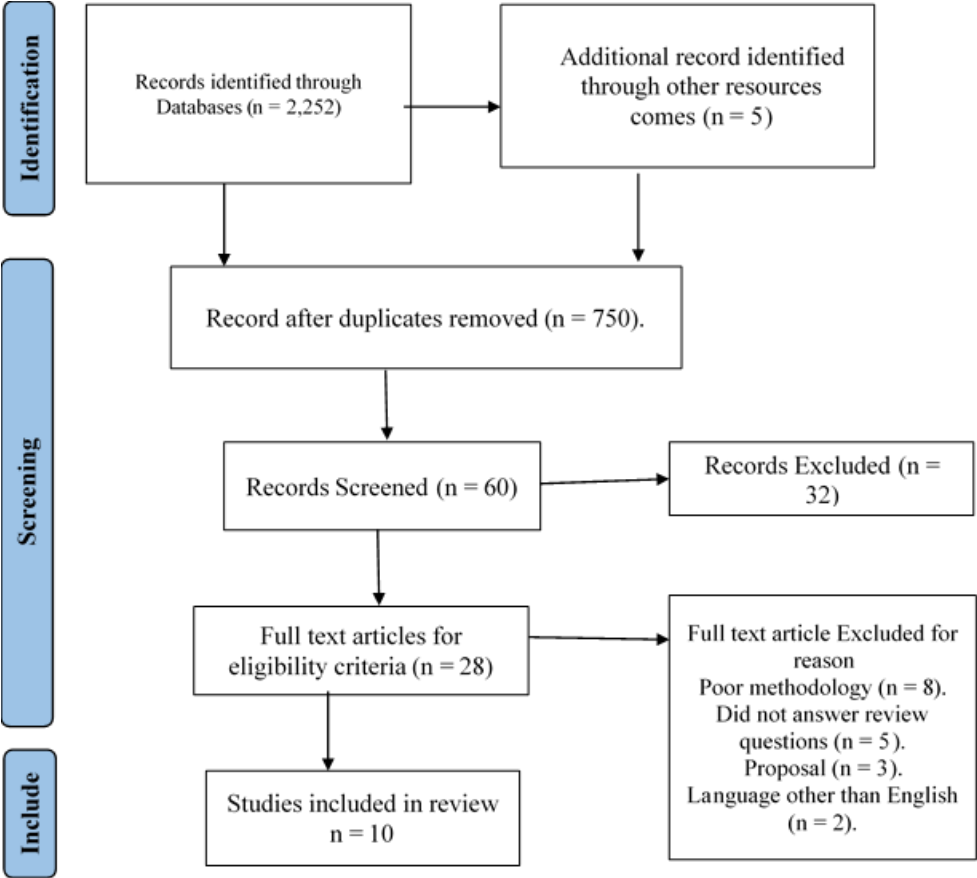 Identification
Records identified through
Databases (n = 2,252)
Additional record identified
through other resources
comes (n = 5)
Screening
Record after duplicates removed (n = 750).
Records Screened (n = 60)
Records Excluded (n =
32)
Full text articles for
eligibility criteria (n = 28)
Full text article Excluded for
reason
Poor methodology (n = 8).
Did not answer review
questions (n = 5).
Proposal (n = 3).
Language other than English
(n = 2).
Include
Studies included in review
n = 10